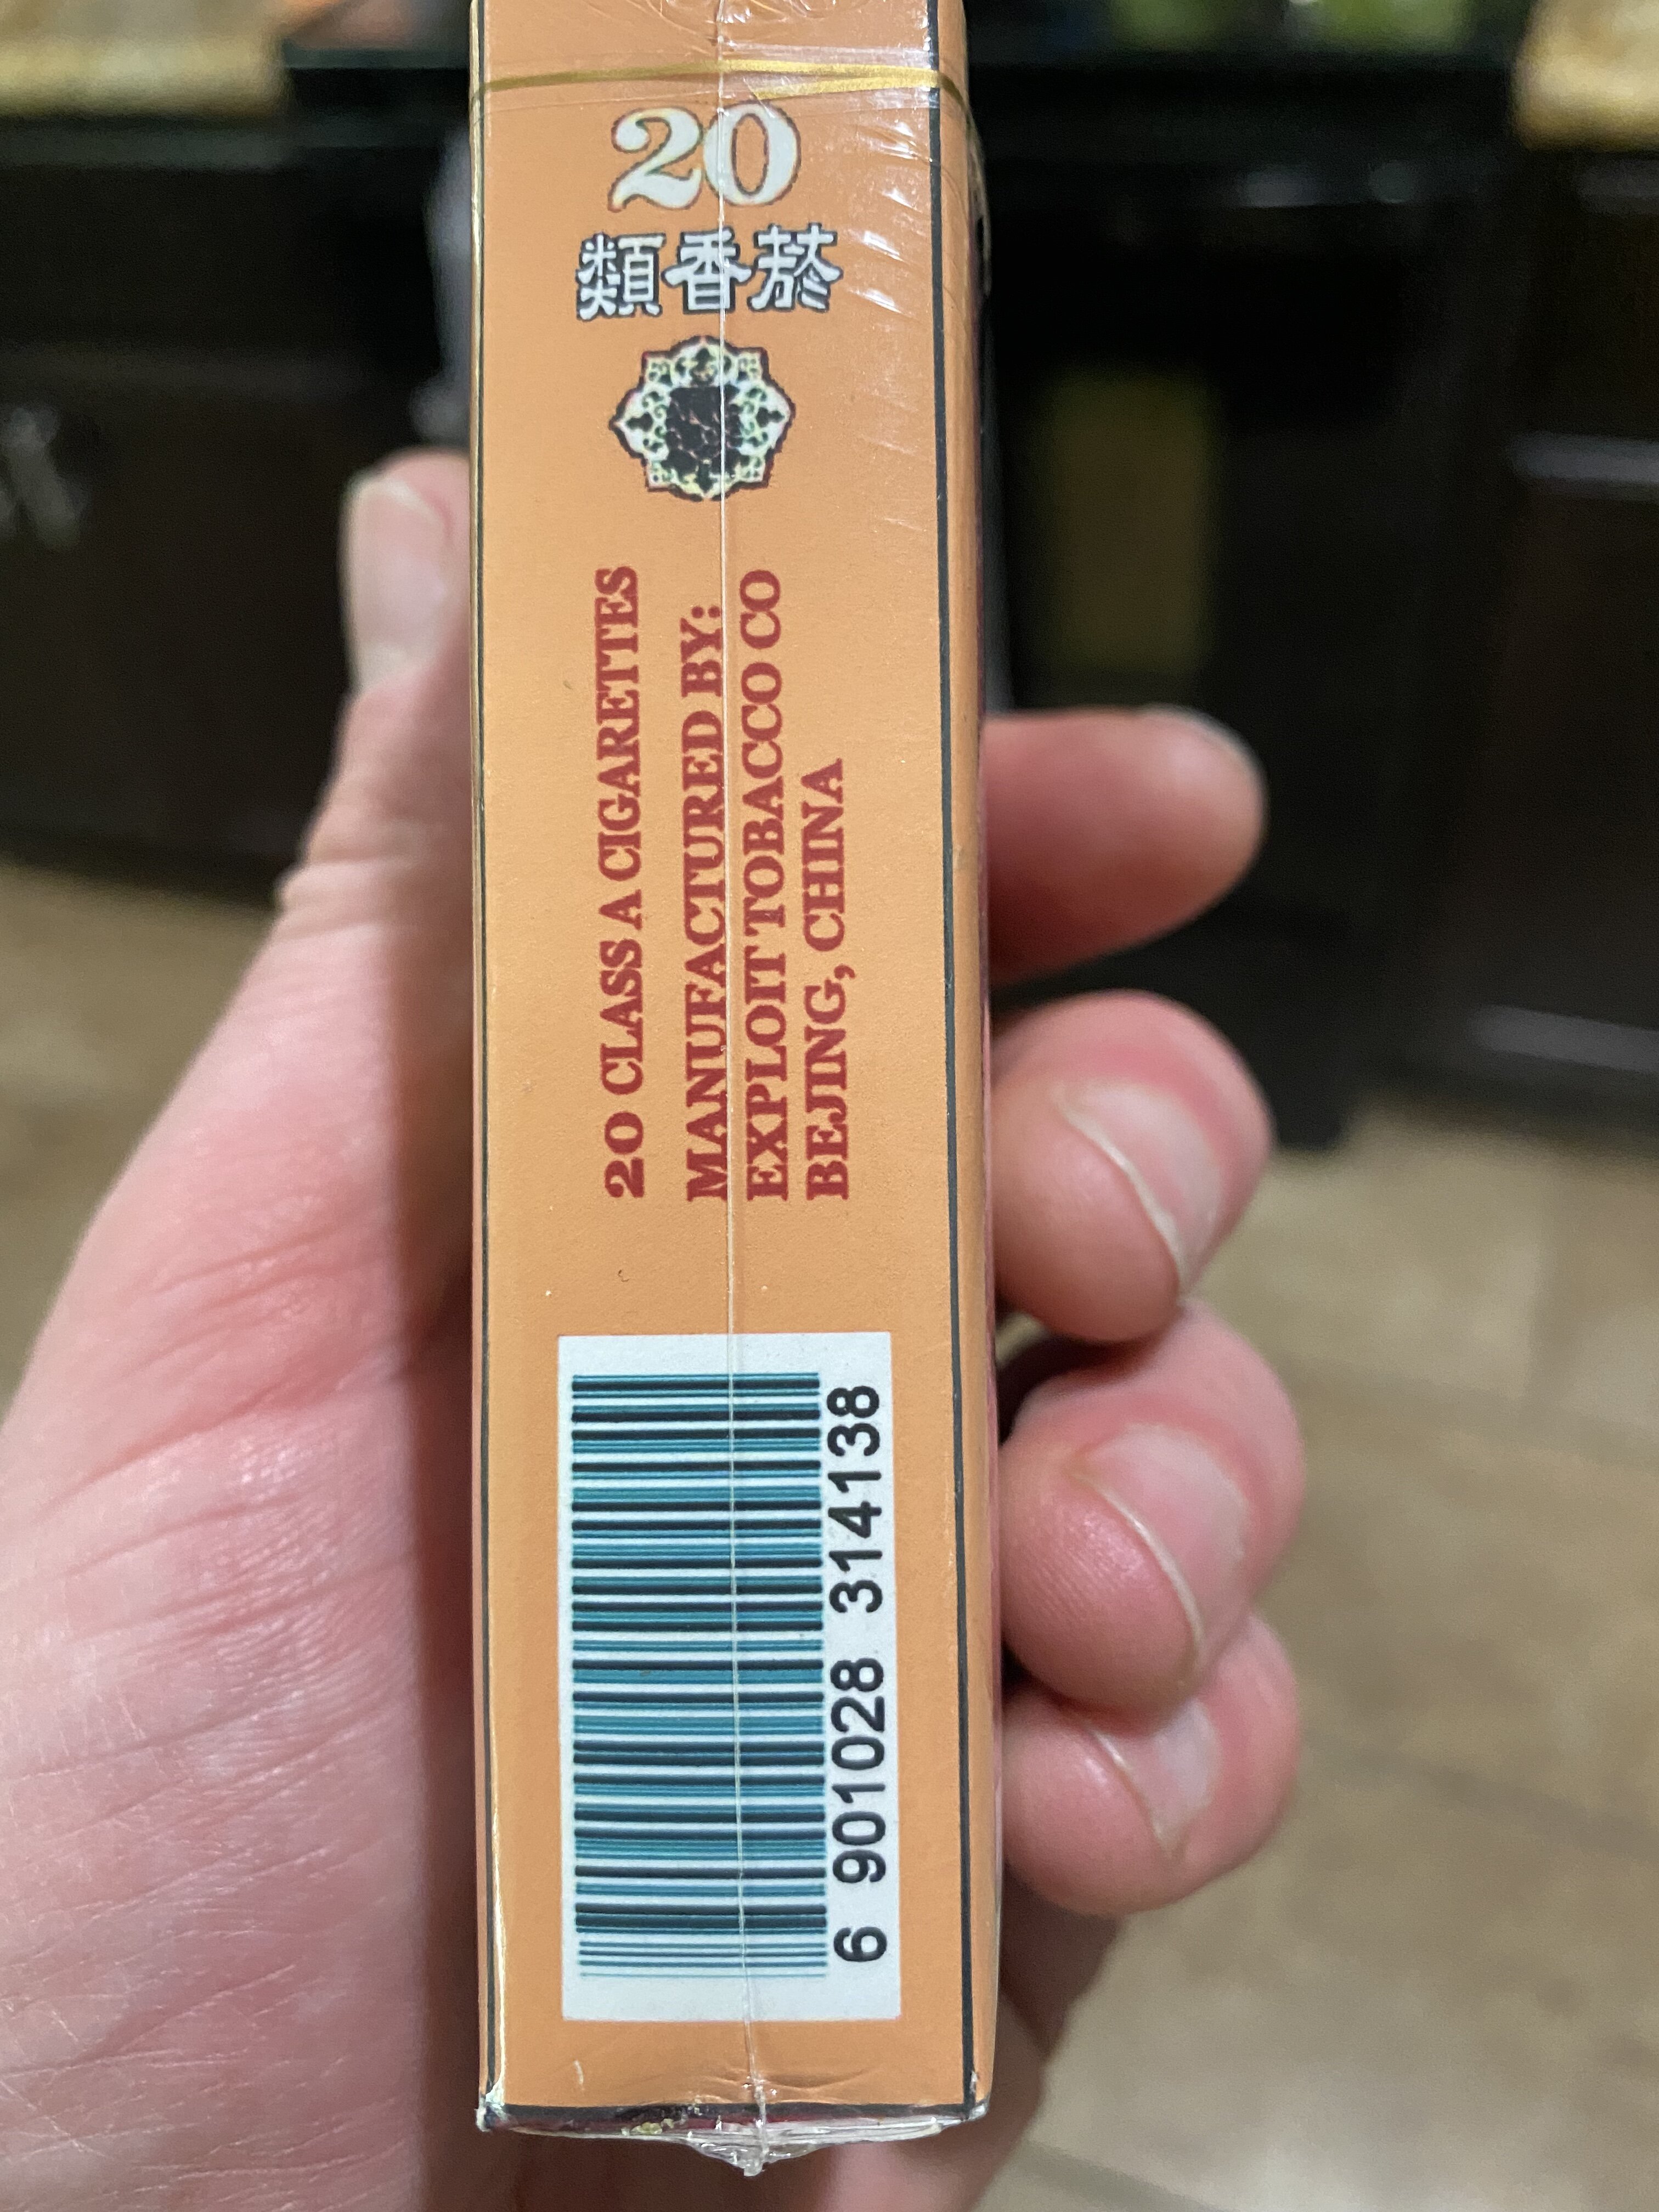 20
類香菸
20 CLASS A CIGARETTES
MANUFACTURED BY:
EXPLOIT TOBACCO CO
BEJING, CHINA
6 901028 314138